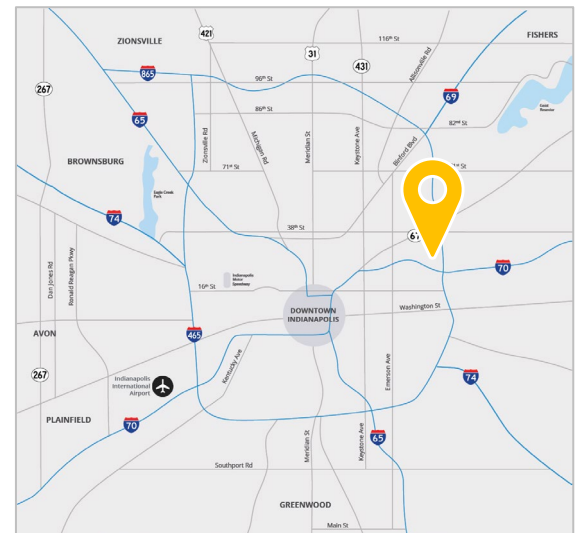 421
116th St
FISHERS
ZIONSVILLE
31
431
Allisonville Rd
865
96th St
267
69
86th St
65
82nd St
Zionsville Rd
Michigan Rd
Meridian St
Keystone Ave
Binford Blvd
71st St
BROWNSBURG
Eagle Creek
Park
74
38th St
67
70
Dan Jones Rd
Ronald Reagan Pkwy
Indianapolis
Motor
Speedway
16th St
Washington St
DOWNTOWN
INDIANAPOLIS
AVON
465
Kentucky Ave
Emerson Ave
267
Indianapolis
International
Airport
74
PLAINFIELD
70
Meridian St
Keystone Ave
65
Southport Rd
GREENWOOD
Main St